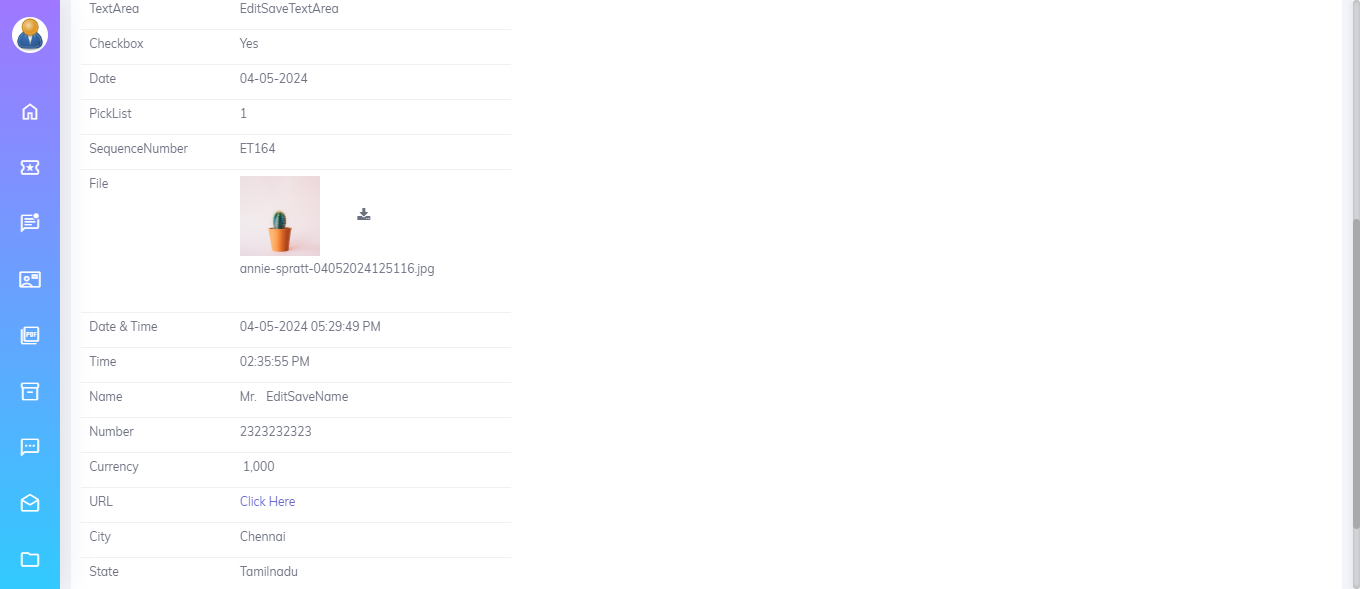 TextArea EditSaveTextArea
Checkbox Yes
Date 04-05-2024
PickList 1
SequenceNumber ET164
File
annie-spratt-04052024125116.jpg
Date & Time 04-05-2024 05:29:49 PM
Time 02:35:55 PM
Name Mr. EditSaveName
Number 2323232323
Currency 1,000
URL Click Here
City Chennai
State Tamilnadu
PDF